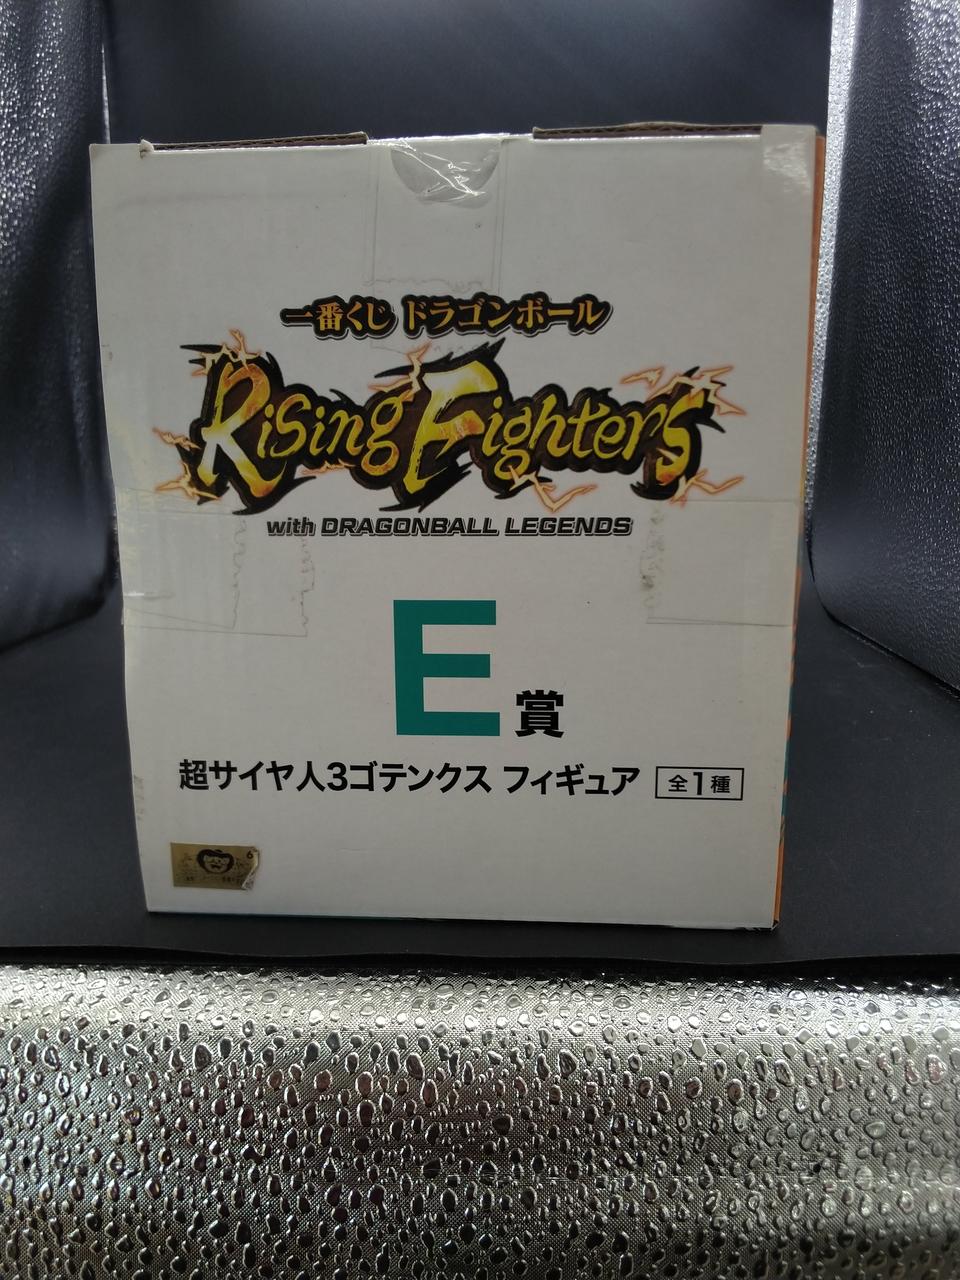 一番くじ ドラゴンボール
Rising Fighters
with DRAGONBALL LEGENDS
E賞
超サイヤ人3ゴテンクス フィギュア 全1種